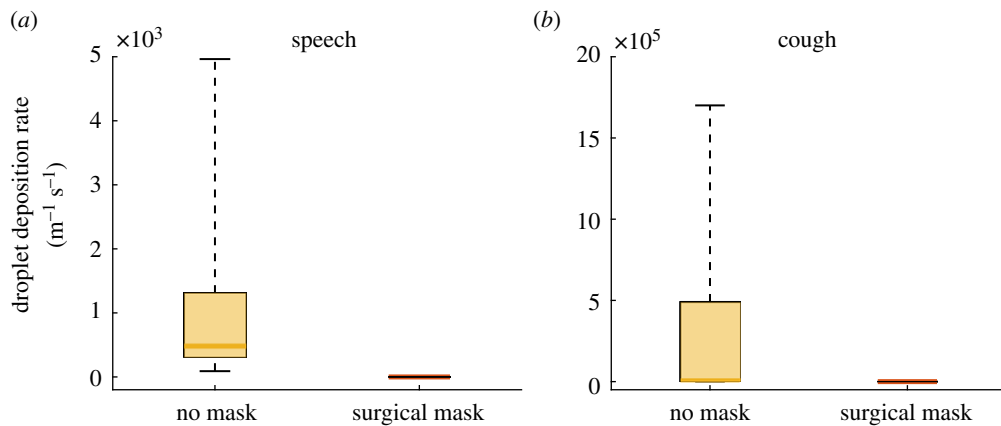 (a)
×10³
speech
5
4
3
2
1
0
droplet deposition rate
(m⁻¹ s⁻¹)
no mask
surgical mask
(b)
×10⁵
cough
20
15
10
5
0
no mask
surgical mask